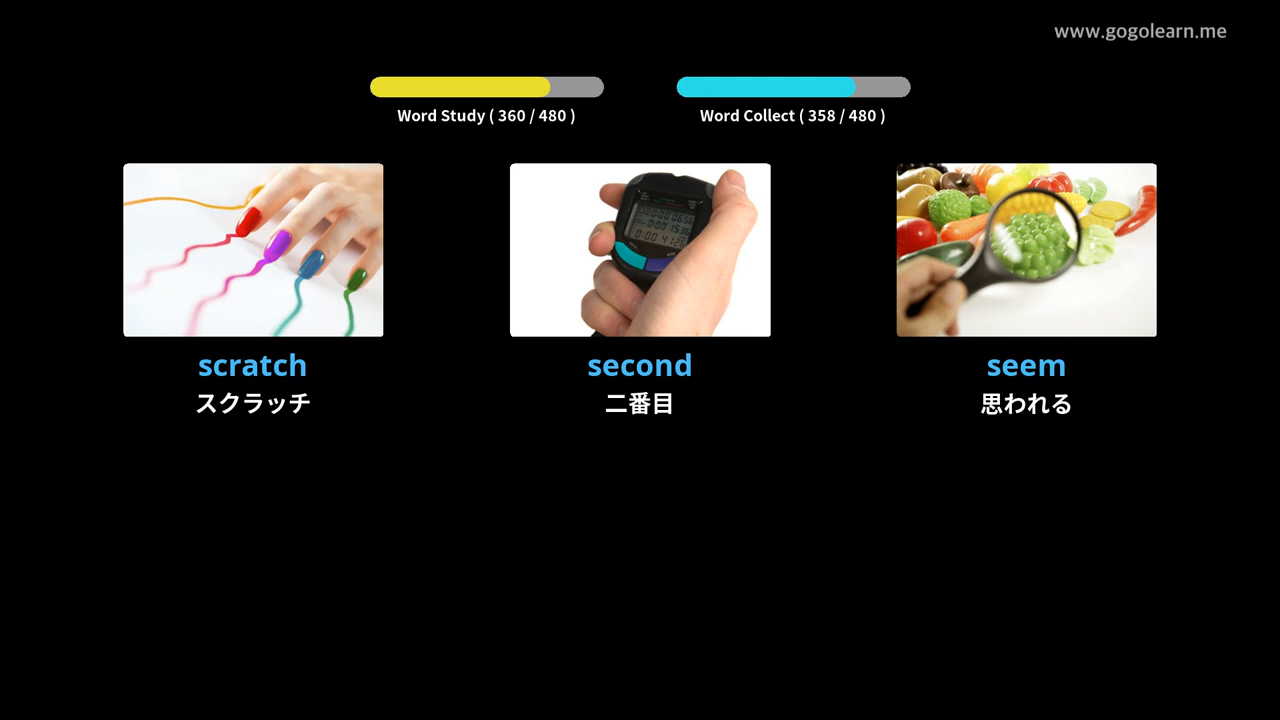 www.gogolearn.me
Word Study ( 360 / 480 )
Word Collect ( 358 / 480 )
scratch
スクラッチ
second
二番目
seem
思われる